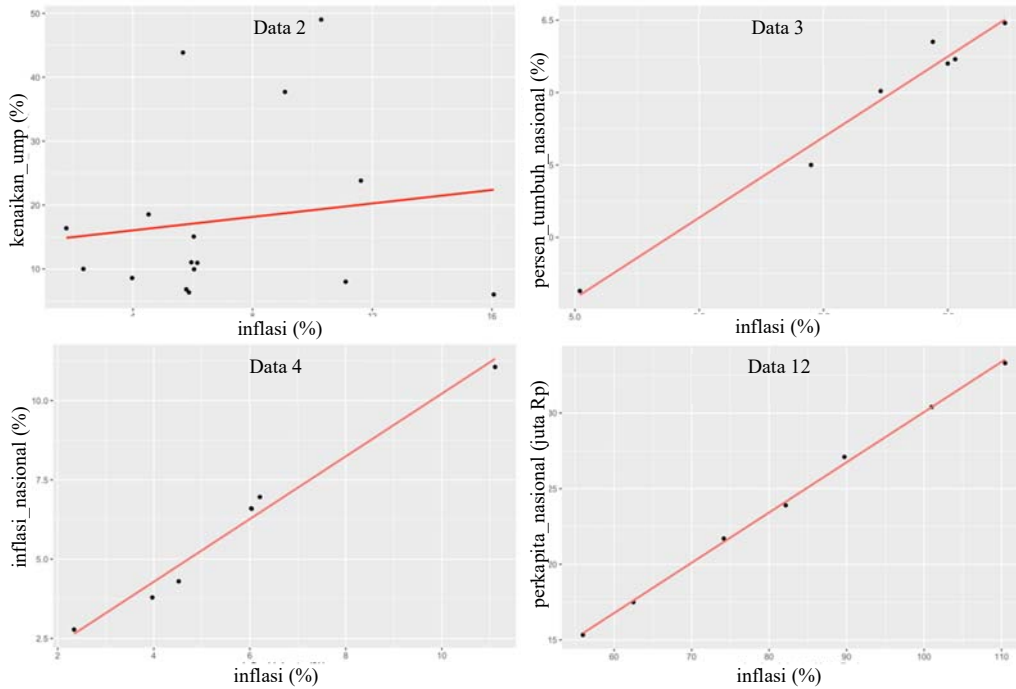 Data 2
kenaikan_ump (%)
50
40
30
20
10
8
12
16
inflasi (%)
Data 3
persen_tumbuh_nasional (%)
6.5
5.0
inflasi (%)
Data 4
inflasi_nasional (%)
10.0
7.5
5.0
2.5
2
4
6
8
10
inflasi (%)
Data 12
perkapita_nasional (juta Rp)
30
25
20
15
60
70
80
90
100
110
inflasi (%)